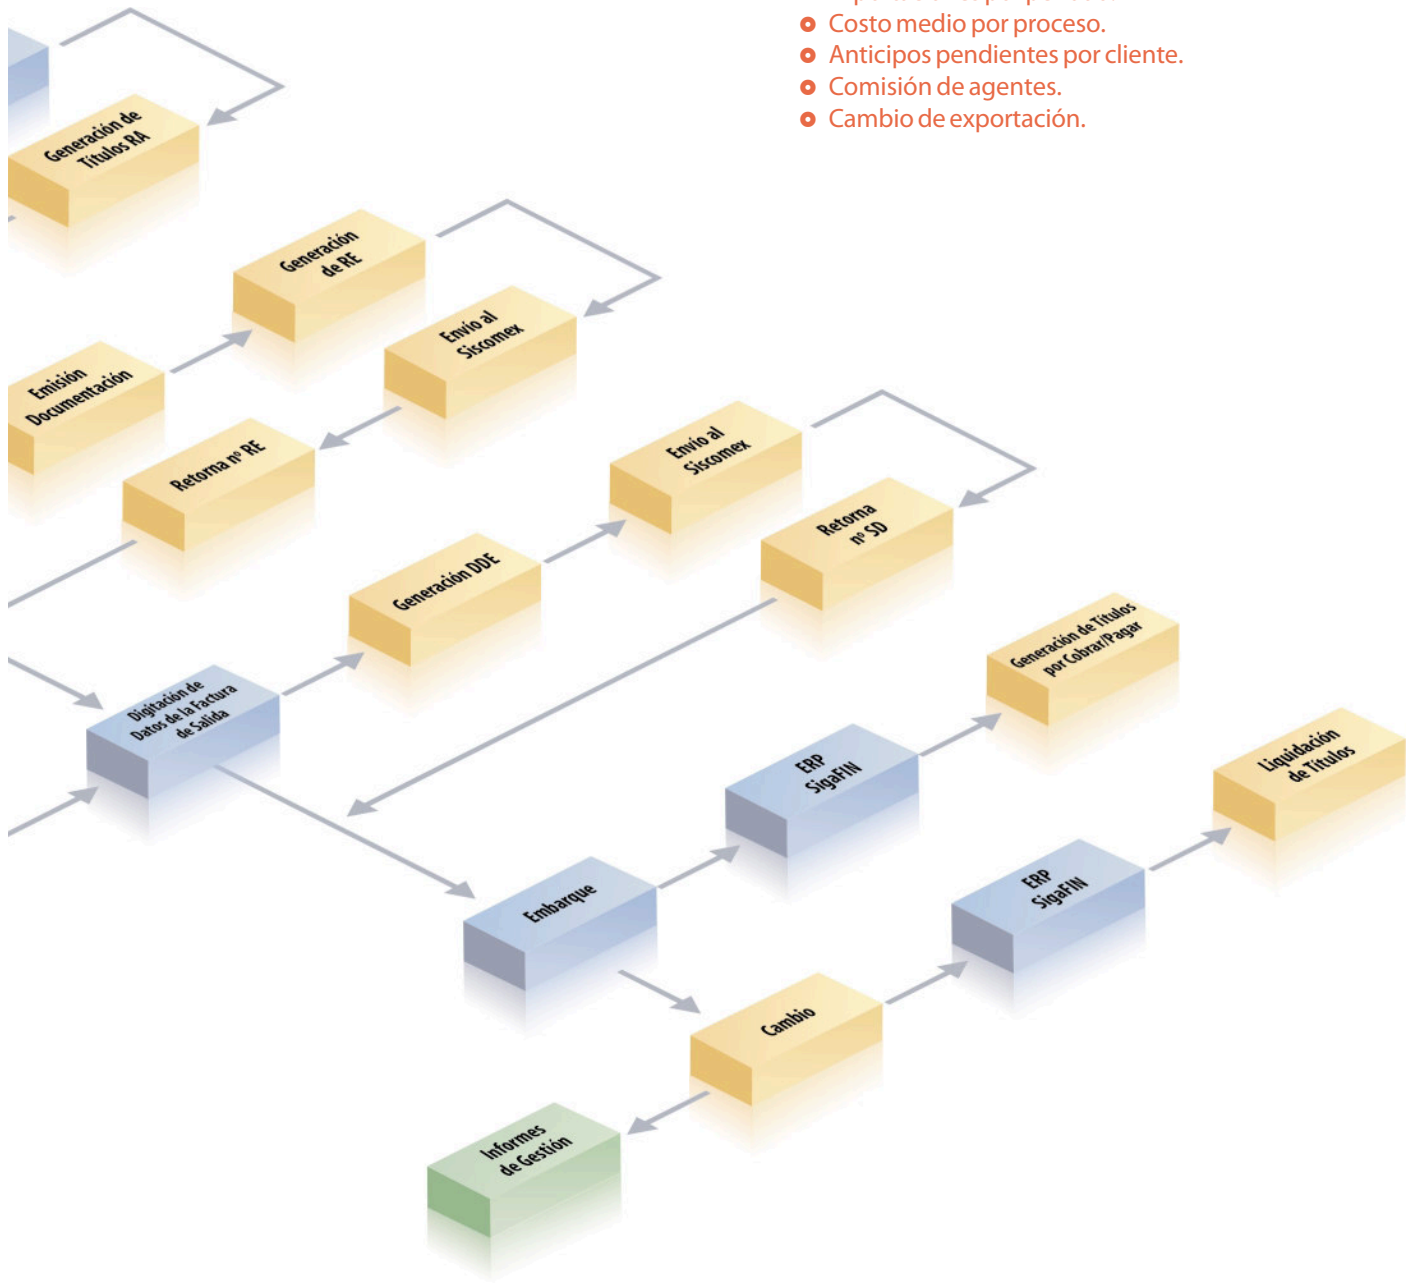 Costo medio por proceso.
Anticipos pendientes por cliente.
Comisión de agentes.
Cambio de exportación.
Generación de
Títulos RA
Generación
de RE
Envío al
Siscomex
Emisión
Documentación
Retorna nº RE
Envío al
Siscomex
Retorna
nº SD
Generación DDE
Generación de Títulos
por Cobrar/Pagar
Digitación de
Datos de la Factura
de Salida
ERP
SigaFIN
Liquidación
de Títulos
Embarque
ERP
SigaFIN
Cambio
Informes
de Gestión